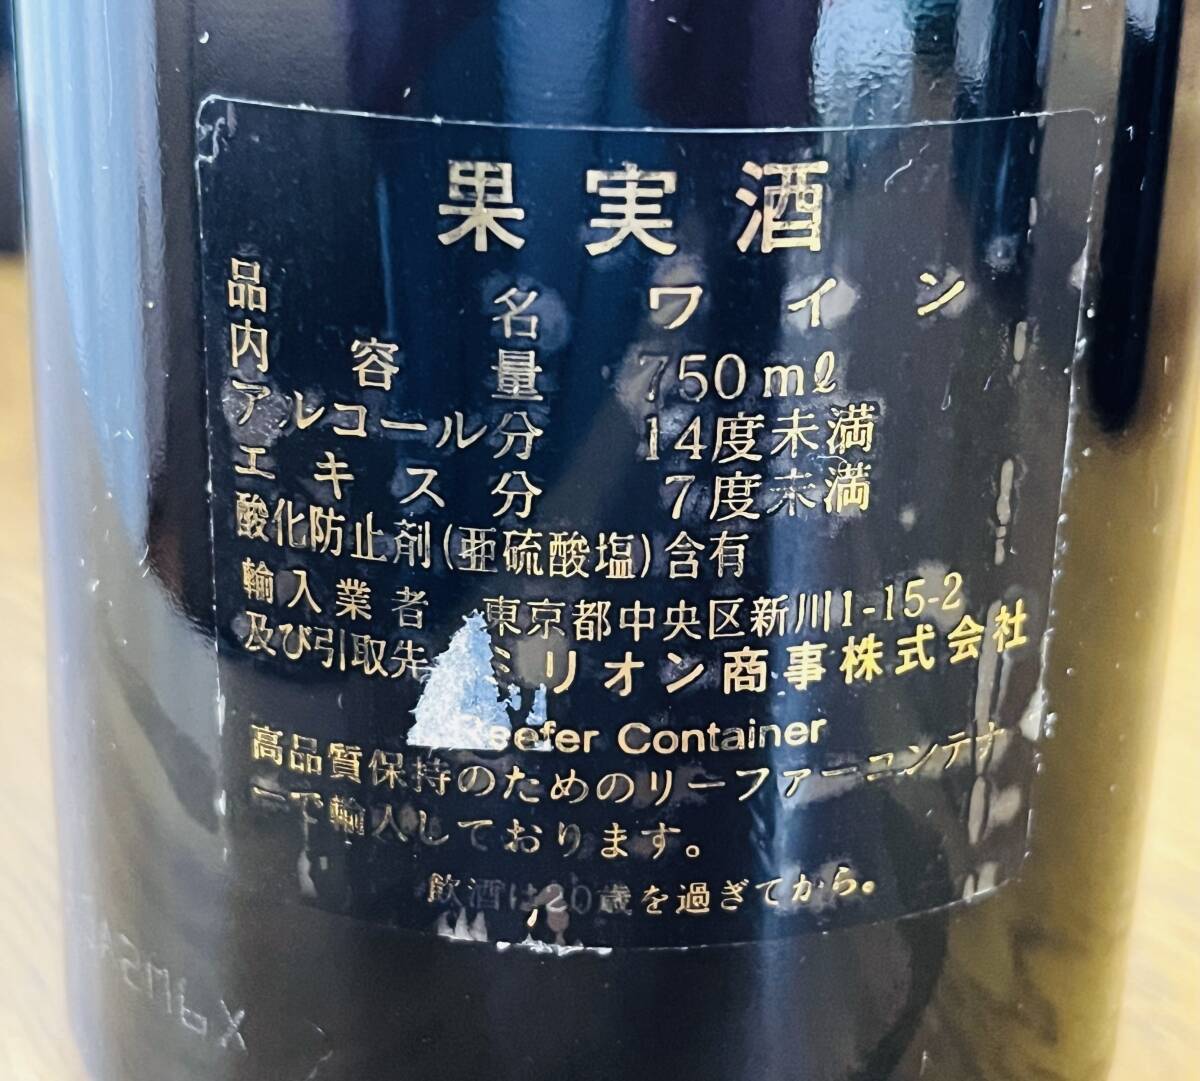 果実酒
品名 ワイン
内容量 750mℓ
アルコール分 14度未満
エキス分 7度未満
酸化防止剤(亜硫酸塩)含有
輸入業者 東京都中央区新川1-15-2
及び引取先 ミリオン商事株式会社
Reefer Container
高品質保持のためのリーファーコンテナ
ーで輸入しております。
飲酒は20歳を過ぎてから。